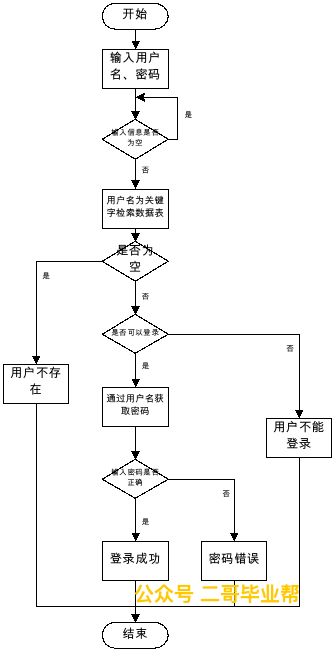 开始
输入用户
名、密码
是
输入信息是否
为空
否
用户名为关键
字检索数据表
是否为
空
是
否
是否可以登录
否
是
用户不存
在
通过用户名获
取密码
用户不能
登录
输入密码是否
正确
否
是
登录成功
密码错误
公众号 二哥毕业帮
结束